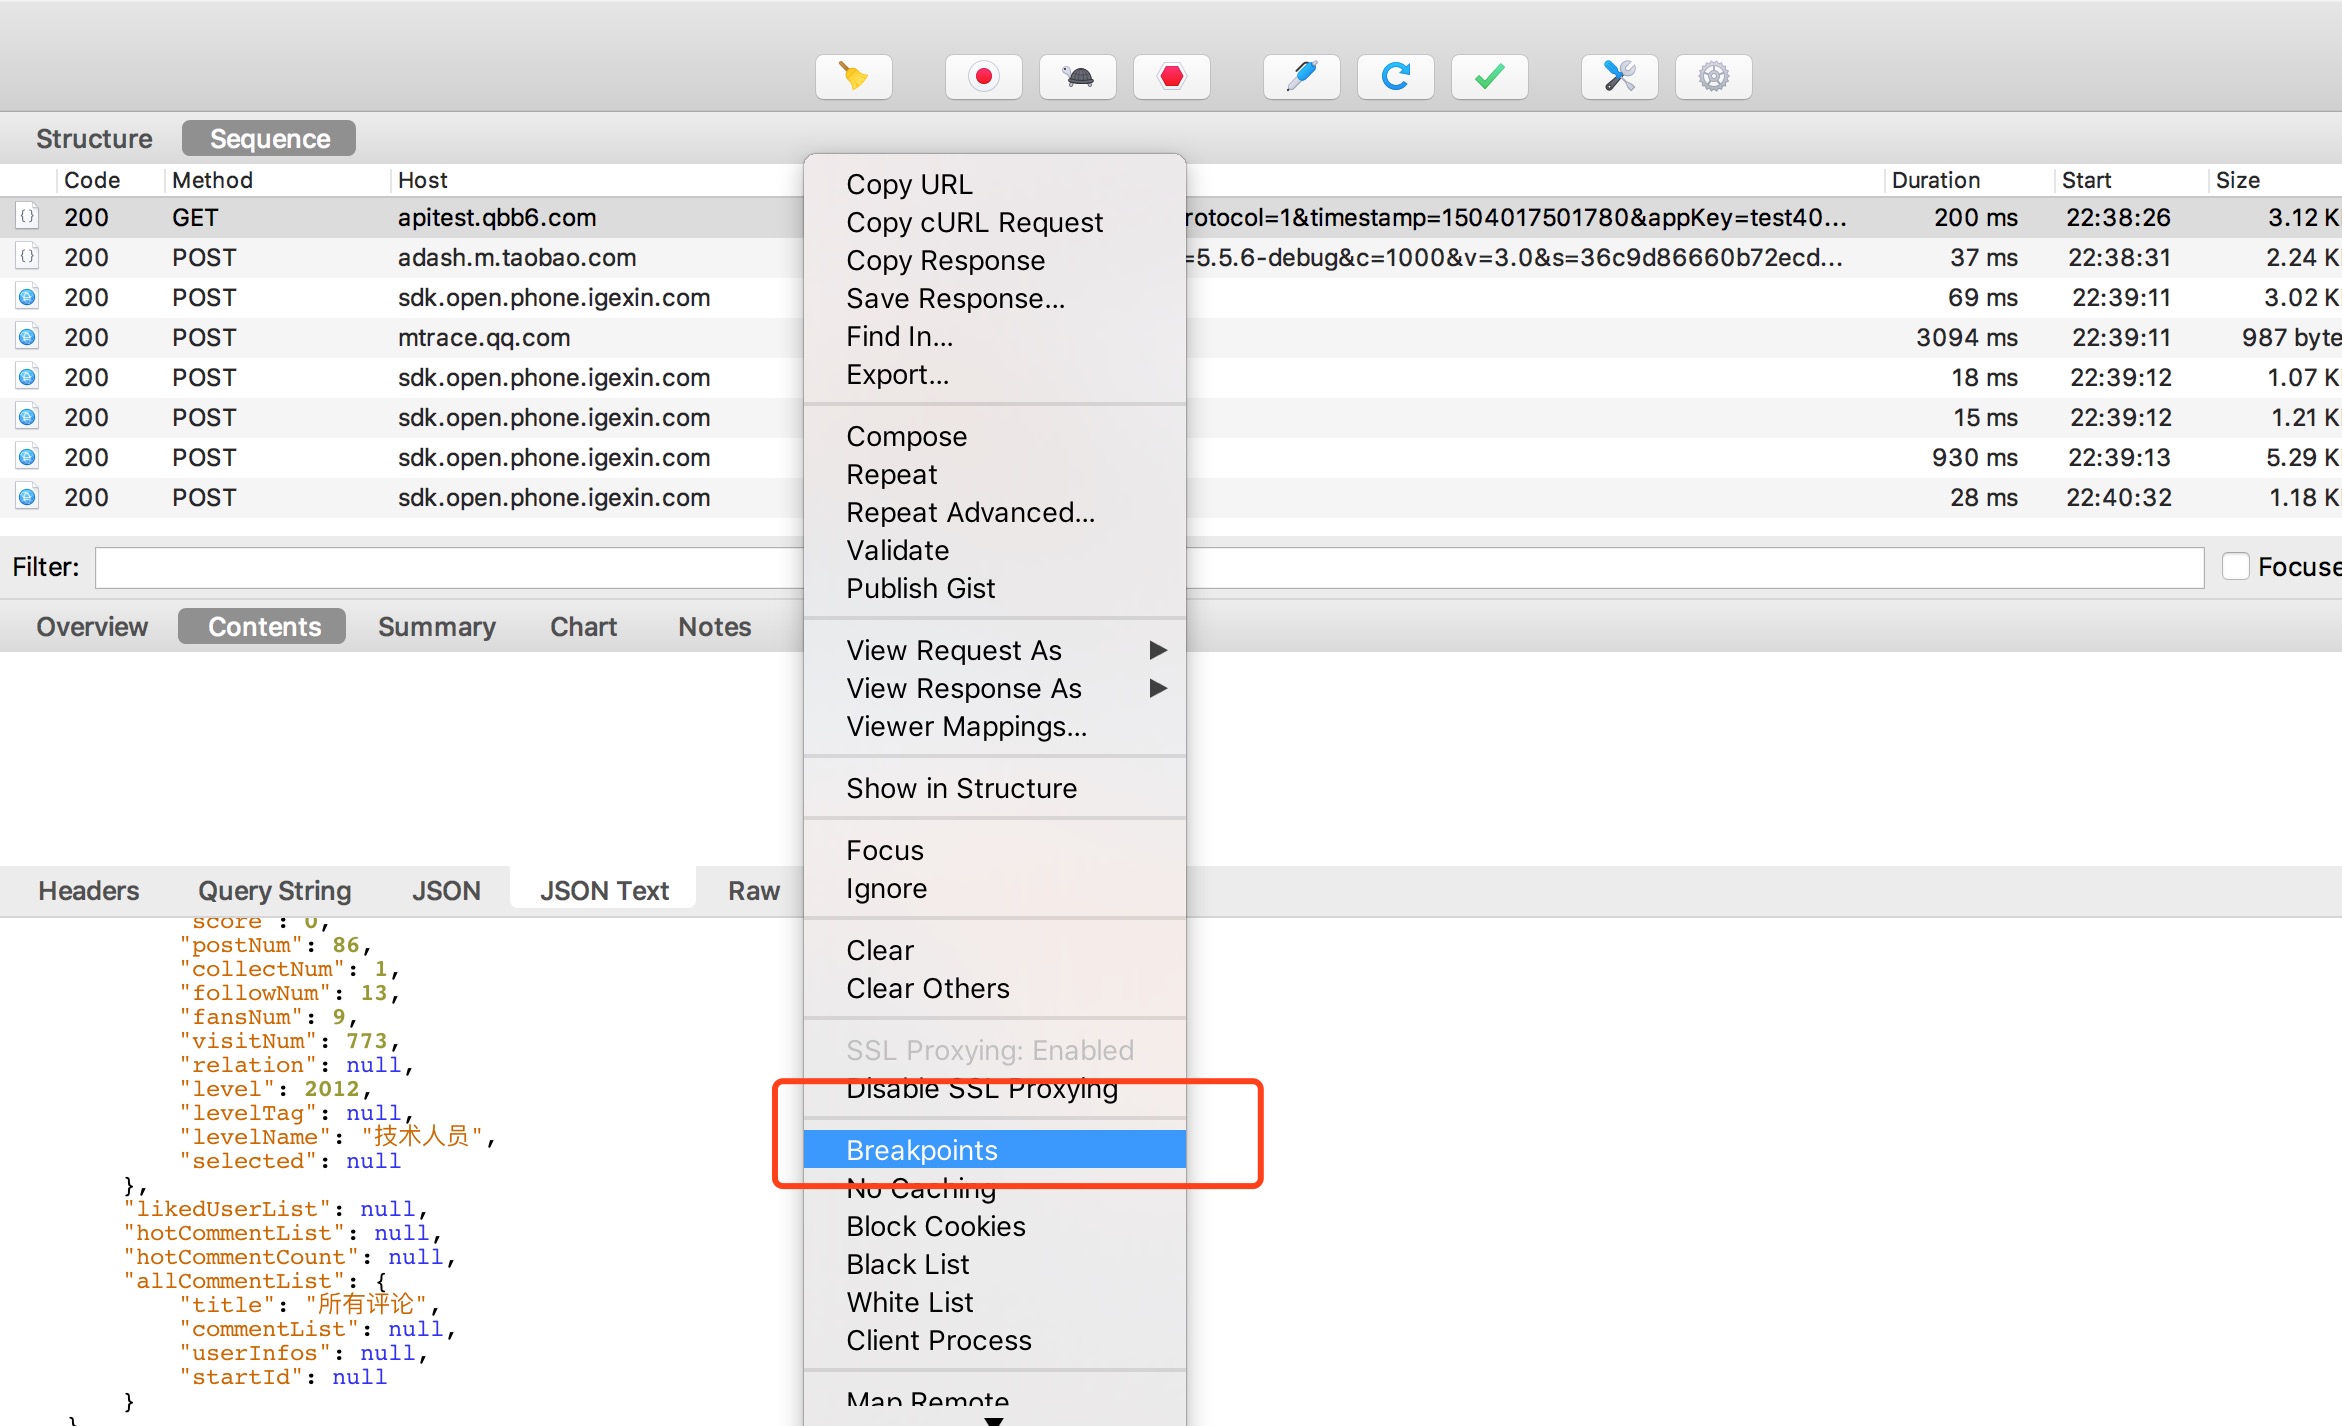 Structure Sequence
Code Method Host Duration Start Size
200 GET apitest.qbb6.com rotocol=1&timestamp=1504017501780&appKey=test40... 200 ms 22:38:26 3.12 K
200 POST adash.m.taobao.com =5.5.6-debug&c=1000&v=3.0&s=36c9d86660b72ecd... 37 ms 22:38:31 2.24 K
200 POST sdk.open.phone.igexin.com 69 ms 22:39:11 3.02 K
200 POST mtrace.qq.com 3094 ms 22:39:11 987 byte
200 POST sdk.open.phone.igexin.com 18 ms 22:39:12 1.07 K
200 POST sdk.open.phone.igexin.com 15 ms 22:39:12 1.21 K
200 POST sdk.open.phone.igexin.com 930 ms 22:39:13 5.29 K
200 POST sdk.open.phone.igexin.com 28 ms 22:40:32 1.18 K
Filter: Focuse
Overview Contents Summary Chart Notes
Headers Query String JSON JSON Text Raw
score : 0,
"postNum": 86,
"collectNum": 1,
"followNum": 13,
"fansNum": 9,
"visitNum": 773,
"relation": null,
"level": 2012,
"levelTag": null,
"levelName": "技术人员",
"selected": null
},
"likedUserList": null,
"hotCommentList": null,
"hotCommentCount": null,
"allCommentList": {
"title": "所有评论",
"commentList": null,
"userInfos": null,
"startId": null
}
}
Copy URL
Copy cURL Request
Copy Response
Save Response...
Find In...
Export...
Compose
Repeat
Repeat Advanced...
Validate
Publish Gist
View Request As
View Response As
Viewer Mappings...
Show in Structure
Focus
Ignore
Clear
Clear Others
SSL Proxying: Enabled
Disable SSL Proxying
Breakpoints
No Caching
Block Cookies
Black List
White List
Client Process
Map Remote